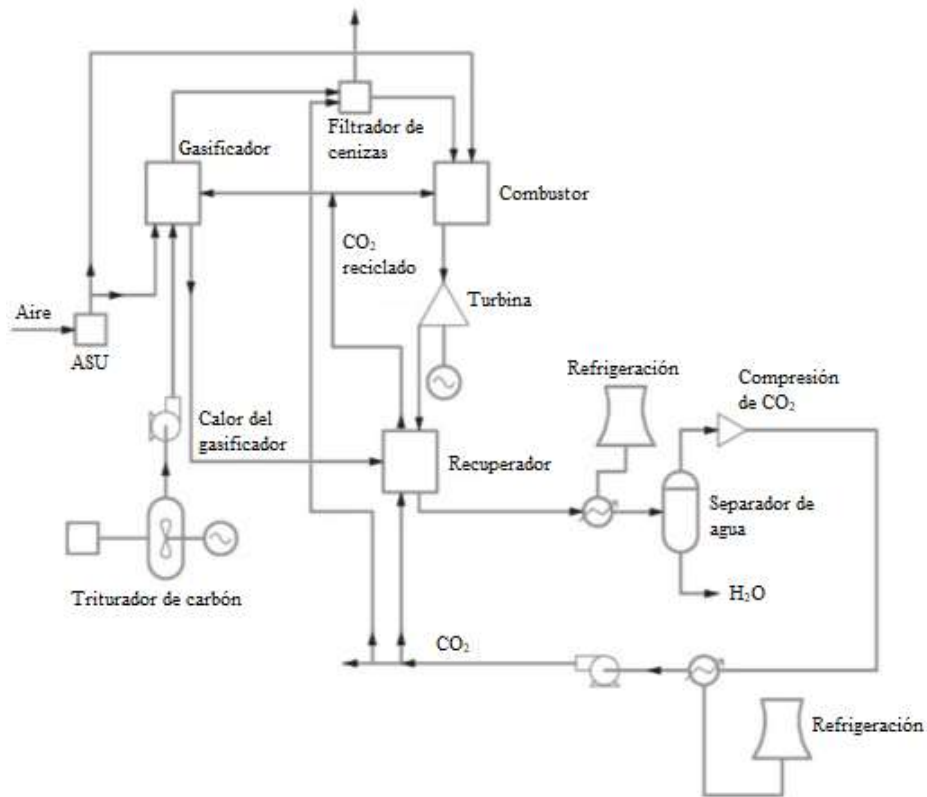 Filtrador de
cenizas
Gasificador
Combustor
CO₂
reciclado
Turbina
Aire
ASU
Refrigeración
Compresión
de CO₂
Calor del
gasificador
Recuperador
Separador de
agua
H₂O
Triturador de carbón
CO₂
Refrigeración